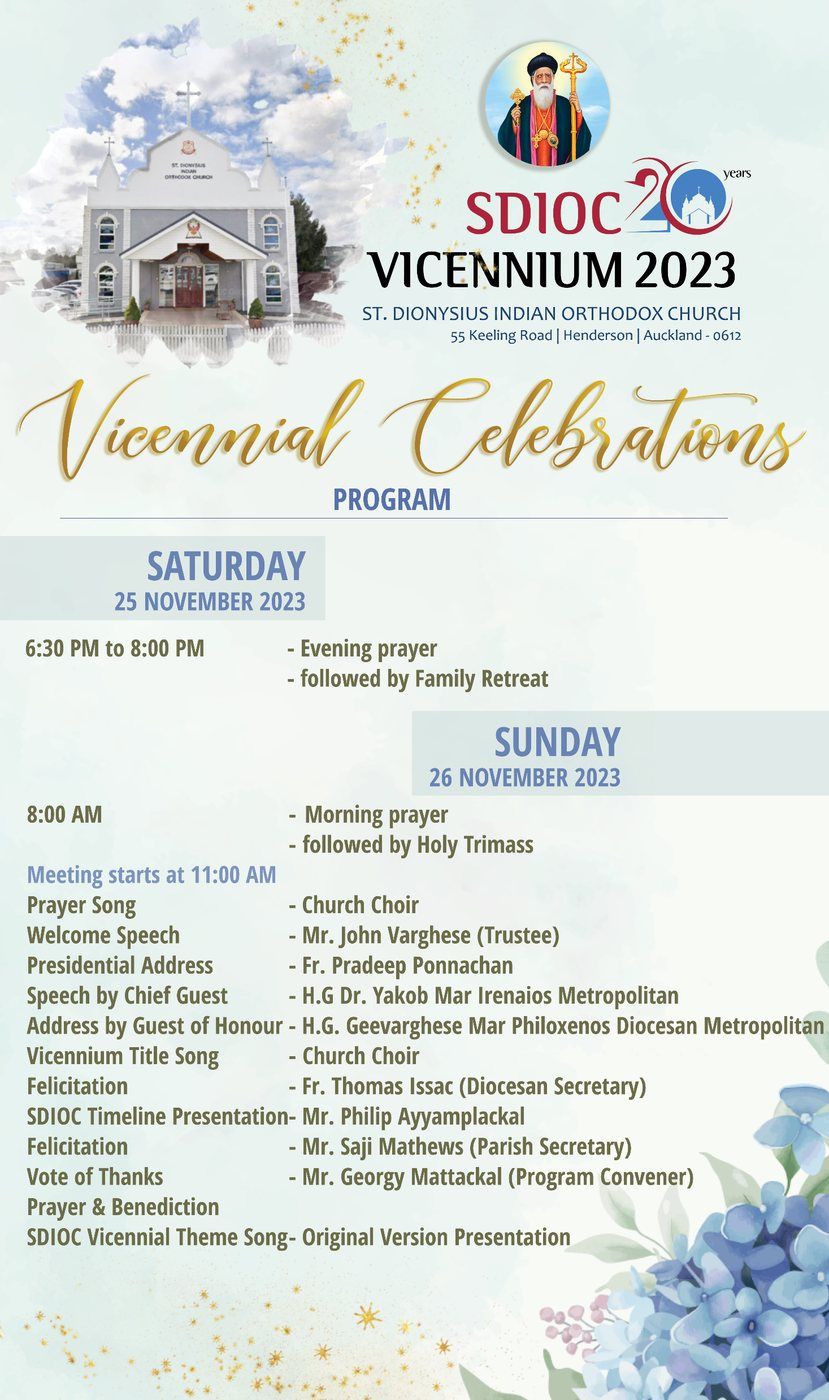 ST. DIONYSIUS
INDIAN
ORTHODOX CHURCH
SDIOC 20 years
VICENNIUM 2023
ST. DIONYSIUS INDIAN ORTHODOX CHURCH
55 Keeling Road | Henderson | Auckland - 0612
Vicennial Celebrations
PROGRAM
SATURDAY
25 NOVEMBER 2023
6:30 PM to 8:00 PM - Evening prayer
- followed by Family Retreat
SUNDAY
26 NOVEMBER 2023
8:00 AM - Morning prayer
- followed by Holy Trimass
Meeting starts at 11:00 AM
Prayer Song - Church Choir
Welcome Speech - Mr. John Varghese (Trustee)
Presidential Address - Fr. Pradeep Ponnachan
Speech by Chief Guest - H.G Dr. Yakob Mar Irenaios Metropolitan
Address by Guest of Honour - H.G. Geevarghese Mar Philoxenos Diocesan Metropolitan
Vicennium Title Song - Church Choir
Felicitation - Fr. Thomas Issac (Diocesan Secretary)
SDIOC Timeline Presentation- Mr. Philip Ayyamplackal
Felicitation - Mr. Saji Mathews (Parish Secretary)
Vote of Thanks - Mr. Georgy Mattackal (Program Convener)
Prayer & Benediction
SDIOC Vicennial Theme Song- Original Version Presentation